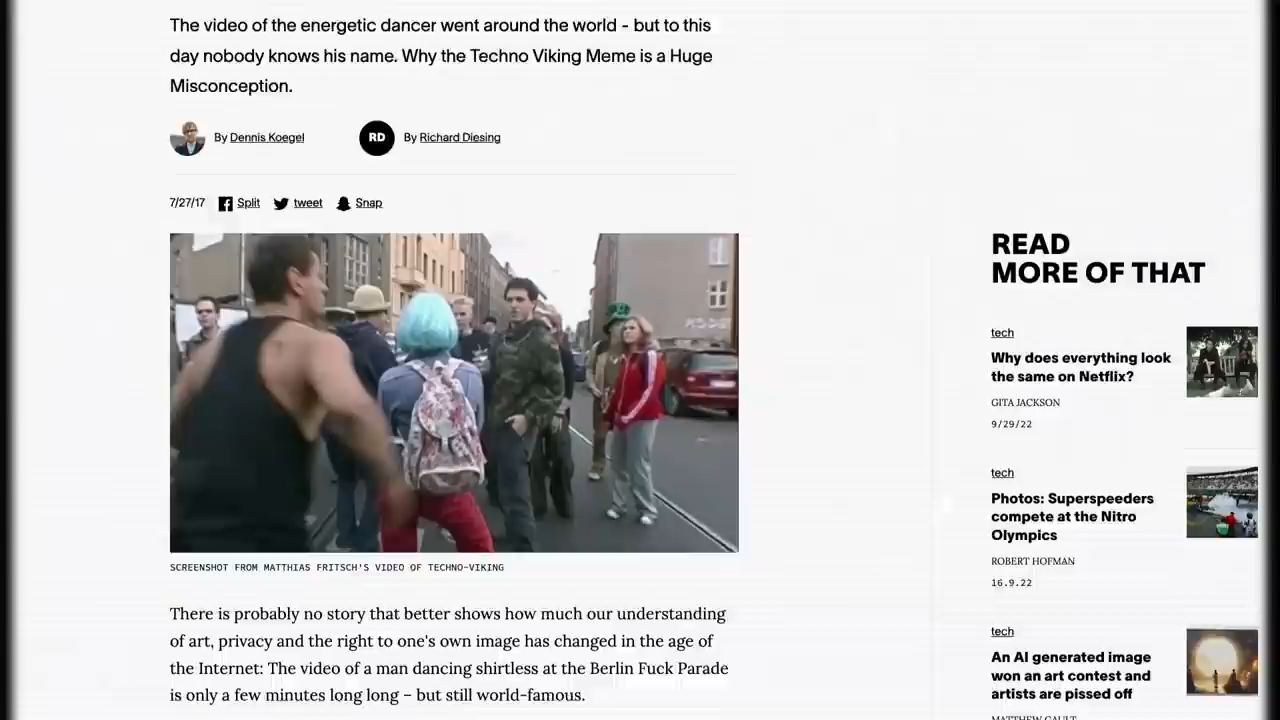 The video of the energetic dancer went around the world - but to this
day nobody knows his name. Why the Techno Viking Meme is a Huge
Misconception.
By Dennis Koegel
RD
By Richard Diesing
7/27/17 Split tweet Snap
SCREENSHOT FROM MATTHIAS FRITSCH'S VIDEO OF TECHNO-VIKING
There is probably no story that better shows how much our understanding
of art, privacy and the right to one's own image has changed in the age of
the Internet: The video of a man dancing shirtless at the Berlin Fuck Parade
is only a few minutes long long – but still world-famous.
READ
MORE OF THAT
tech
Why does everything look
the same on Netflix?
GITA JACKSON
9/29/22
tech
Photos: Superspeeders
compete at the Nitro
Olympics
ROBERT HOFMAN
16.9.22
tech
An AI generated image
won an art contest and
artists are pissed off
MATTHEW GAULT